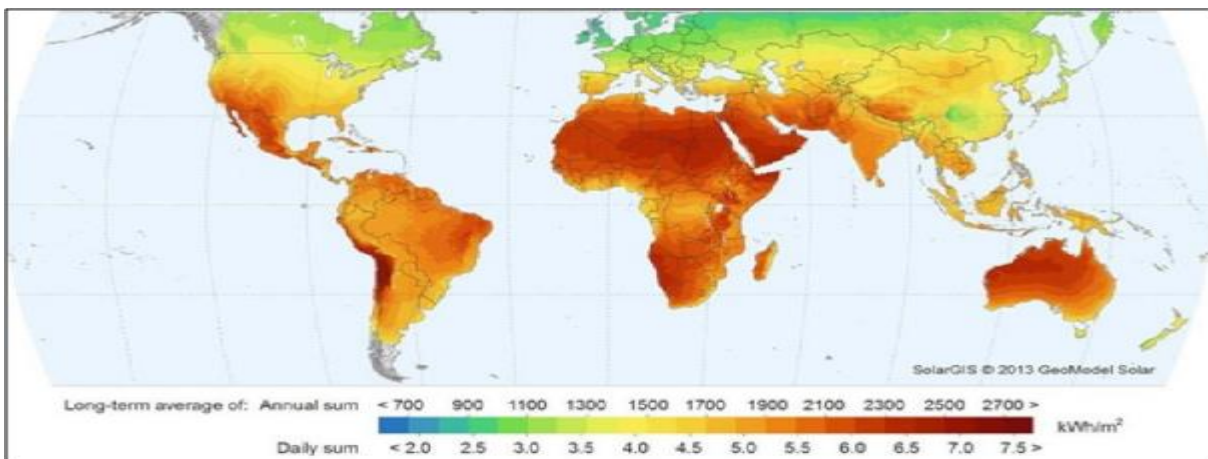 SolarGIS © 2013 GeoModel Solar
Long-term average of: Annual sum < 700 900 1100 1300 1500 1700 1900 2100 2300 2500 2700 > kWh/m²
Daily sum < 2.0 2.5 3.0 3.5 4.0 4.5 5.0 5.5 6.0 6.5 7.0 7.5 >